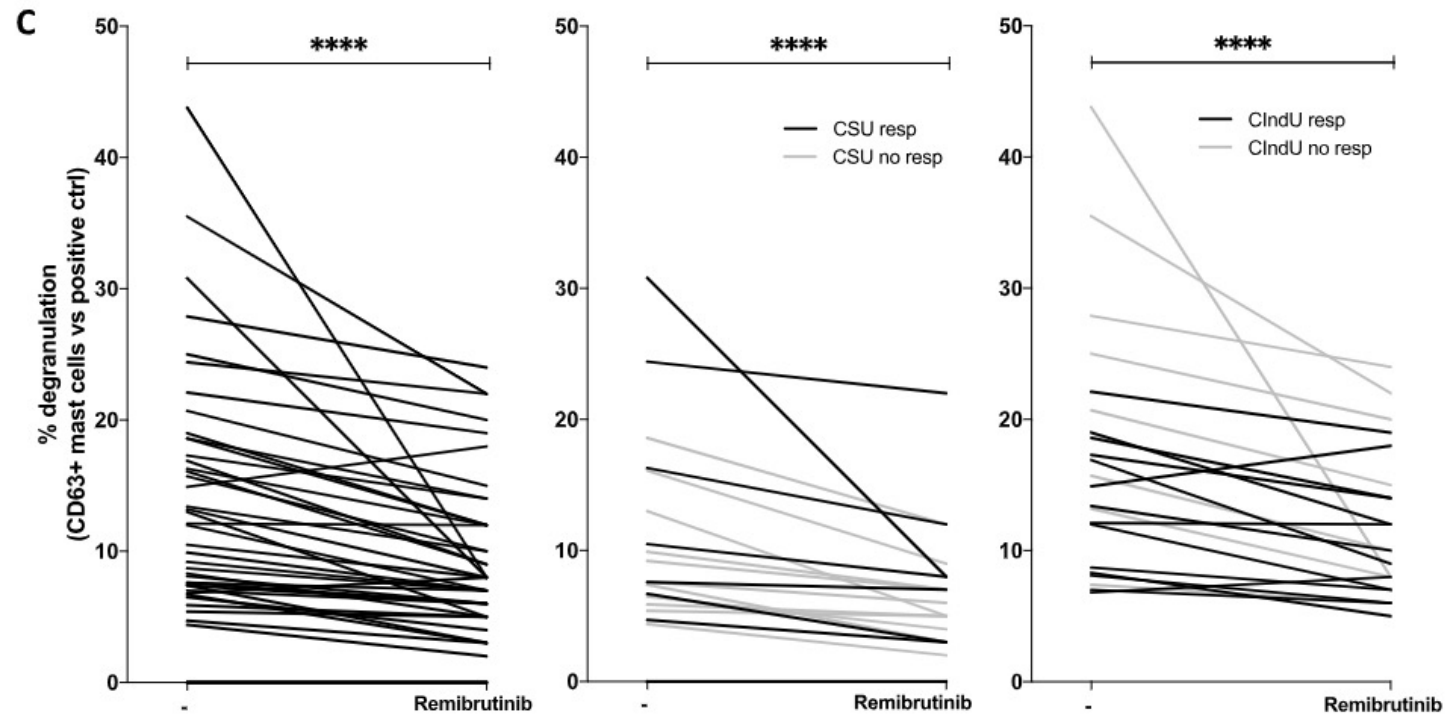 C
% degranulation
(CD63+ mast cells vs positive ctrl)
50
40
30
20
10
0
****
-
Remibrutinib
50
40
30
20
10
0
****
CSU resp
CSU no resp
-
Remibrutinib
50
40
30
20
10
0
****
CIndU resp
CIndU no resp
-
Remibrutinib